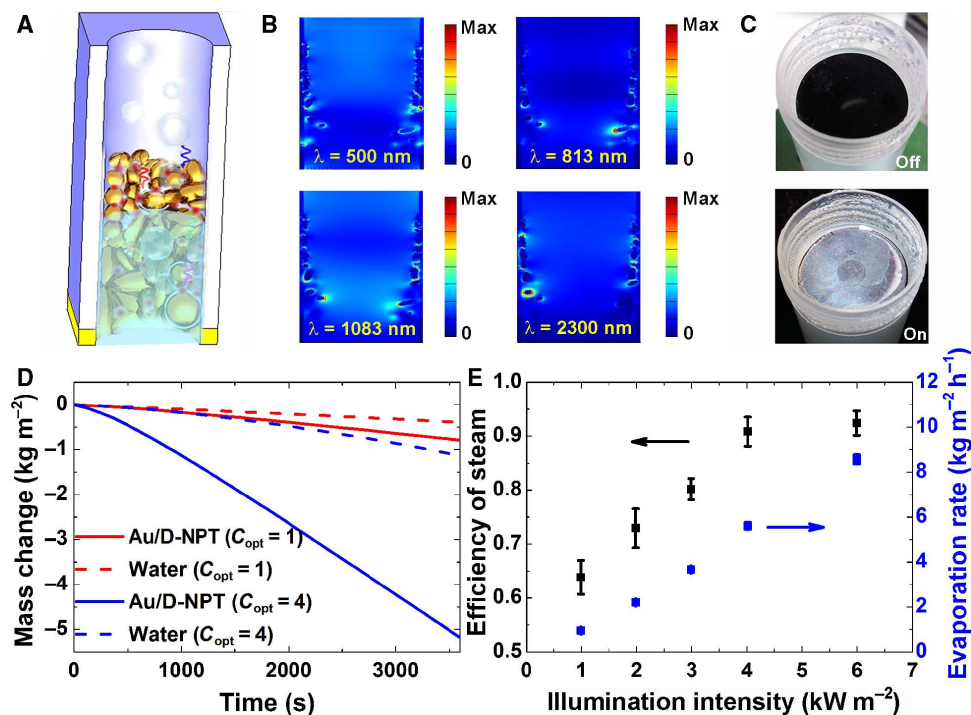 A
B
Max
0
λ = 500 nm
Max
0
λ = 813 nm
Max
0
λ = 1083 nm
Max
0
λ = 2300 nm
C
Off
On
D
Mass change (kg m⁻²)
0
−1
−2
−3
−4
−5
Au/D-NPT (Cₒₚₜ = 1)
Water (Cₒₚₜ = 1)
Au/D-NPT (Cₒₚₜ = 4)
Water (Cₒₚₜ = 4)
0 1000 2000 3000
Time (s)
E
Efficiency of steam
1.0
0.9
0.8
0.7
0.6
0.5
0 1 2 3 4 5 6 7
Illumination intensity (kW m⁻²)
12
10
8
6
4
2
0
Evaporation rate (kg m⁻² h⁻¹)